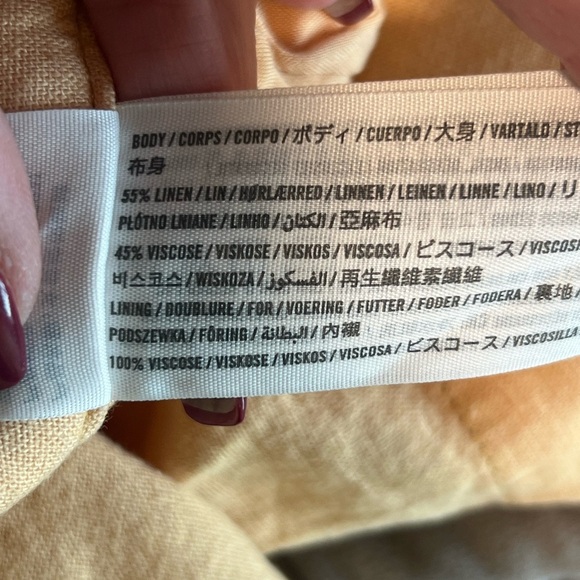 BODY / CORPS / CORPO / ボディ / CUERPO / 大身 / VARTALO / ST
布身
55% LINEN / LIN / HØRLÆRRED / LINNEN / LEINEN / LINNE / LINO / リ
PŁÓTNO LNIANE / LINHO / الكتان / 亞麻布
45% VISCOSE / VISKOSE / VISKOS / VISCOSA / ビスコース / VISCOS
비스코스 / WISKOZA / الفسكوز / 再生纖維素纖維
LINING / DOUBLURE / FOR / VOERING / FUTTER / FODER / FODERA / 裏地 /
PODSZEWKA / FÔRING / البطانة / 內襯
100% VISCOSE / VISKOSE / VISKOS / VISCOSA / ビスコース / VISCOSILLA